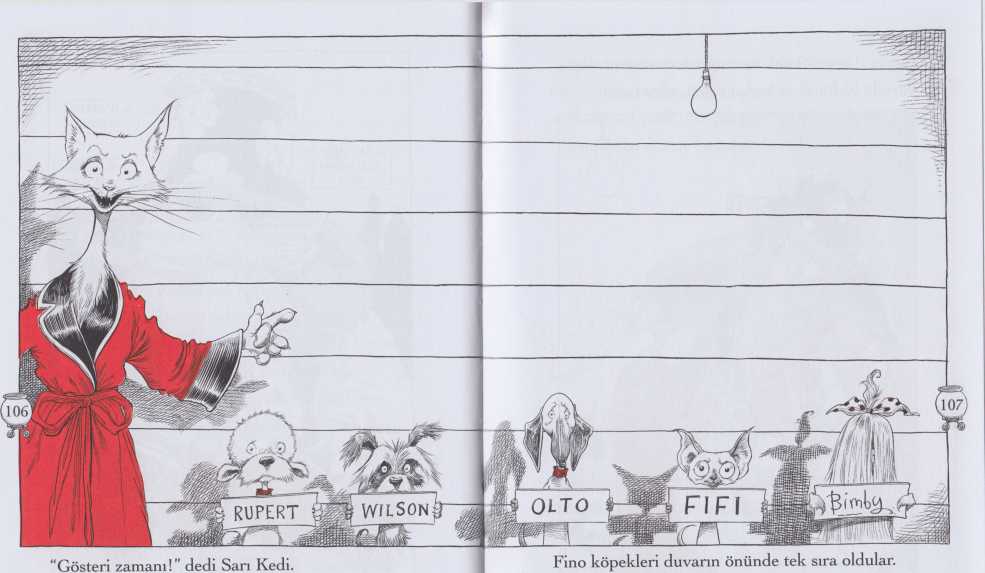 106
107
RUPERT
WILSON
OLTO
FIFI
Bimby
"Gösteri zamanı!" dedi Sarı Kedi.
Fino köpekleri duvarın önünde tek sıra oldular.